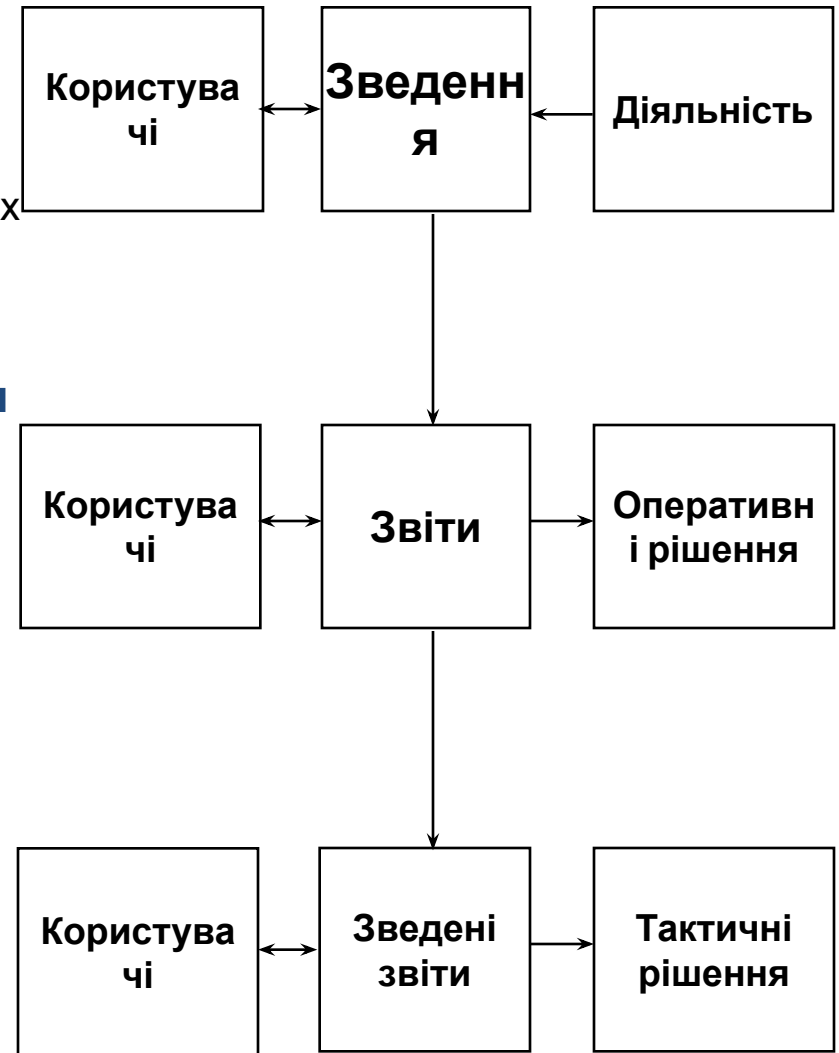 Користува
чі
Зведенн
я
Діяльність
х
Користува
чі
Звіти
Оперативн
і рішення
Користува
чі
Зведені
звіти
Тактичні
рішення